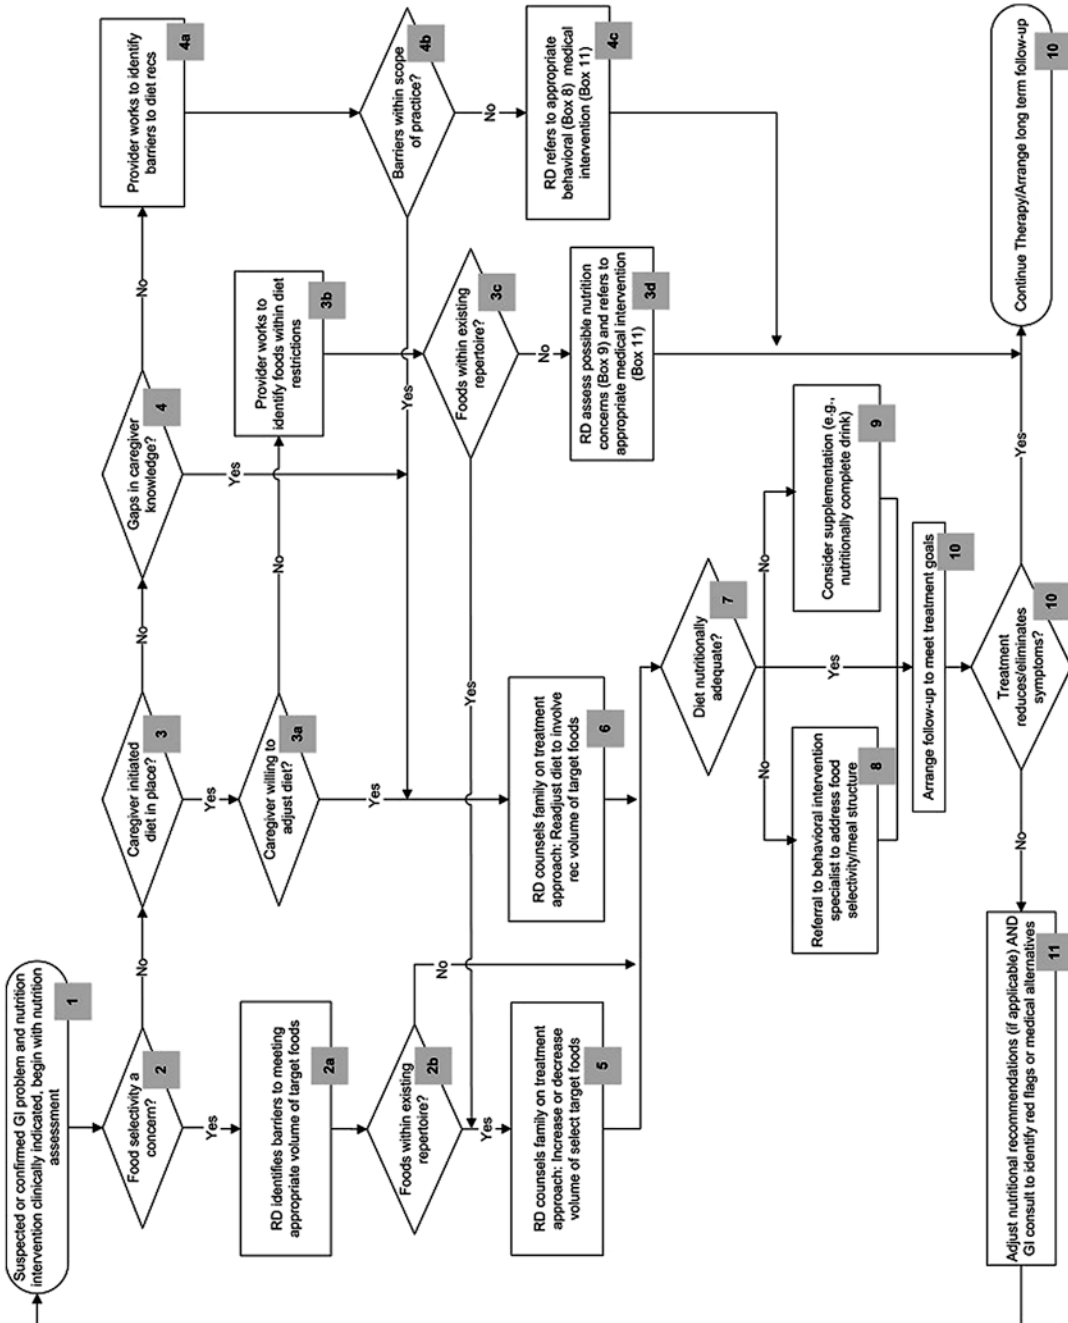 Suspected or confirmed GI problem and nutrition
intervention clinically indicated, begin with nutrition
assessment
1
Food selectivity a
concern?
2
No
Yes
Caregiver initiated
diet in place?
3
No
Yes
Gaps in caregiver
knowledge?
4
No
Yes
Provider works to identify
barriers to diet recs
4a
RD identifies barriers to meeting
appropriate volume of target foods
2a
Caregiver willing to
adjust diet?
3a
No
Yes
Provider works to
identify foods within diet
restrictions
3b
Barriers within scope
of practice?
4b
Yes
No
Foods within existing
repertoire?
2b
No
Yes
Foods within existing
repertoire?
3c
Yes
No
RD refers to appropriate
behavioral (Box 8) medical
intervention (Box 11)
4c
RD counsels family on treatment
approach: Increase or decrease
volume of select target foods
5
RD counsels family on treatment
approach: Readjust diet to involve
rec volume of target foods
6
RD assess possible nutrition
concerns (Box 9) and refers to
appropriate medical intervention
(Box 11)
3d
Diet nutritionally
adequate?
7
No
Yes
No
Referral to behavioral intervention
specialist to address food
selectivity/meal structure
8
Consider supplementation (e.g.,
nutritionally complete drink)
9
Arrange follow-up to meet treatment goals
10
Treatment
reduces/eliminates
symptoms?
10
No
Yes
Adjust nutritional recommendations (if applicable) AND
GI consult to identify red flags or medical alternatives
11
Continue Therapy/Arrange long term follow-up
10